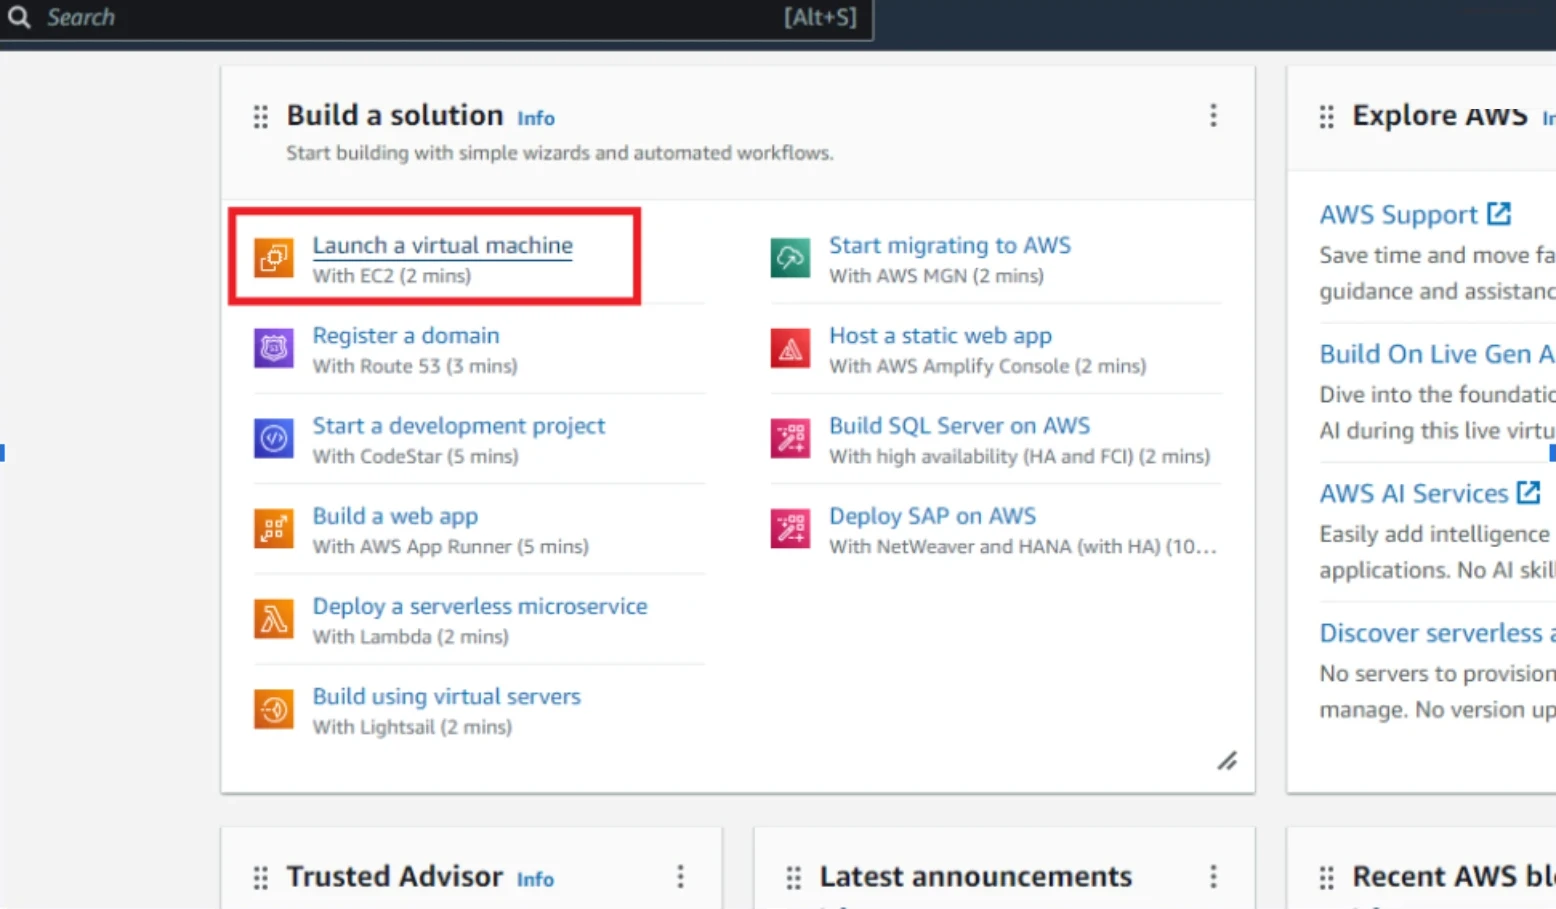 Search [Alt+S]
Build a solution Info
Start building with simple wizards and automated workflows.
Launch a virtual machine
With EC2 (2 mins)
Register a domain
With Route 53 (3 mins)
Start a development project
With CodeStar (5 mins)
Build a web app
With AWS App Runner (5 mins)
Deploy a serverless microservice
With Lambda (2 mins)
Build using virtual servers
With Lightsail (2 mins)
Start migrating to AWS
With AWS MGN (2 mins)
Host a static web app
With AWS Amplify Console (2 mins)
Build SQL Server on AWS
With high availability (HA and FCI) (2 mins)
Deploy SAP on AWS
With NetWeaver and HANA (with HA) (10...
Explore AWS In
AWS Support
Save time and move fa
guidance and assistanc
Build On Live Gen A
Dive into the foundatio
AI during this live virtu
AWS AI Services
Easily add intelligence
applications. No AI skil
Discover serverless a
No servers to provision
manage. No version up
Trusted Advisor Info
Latest announcements
Recent AWS blo